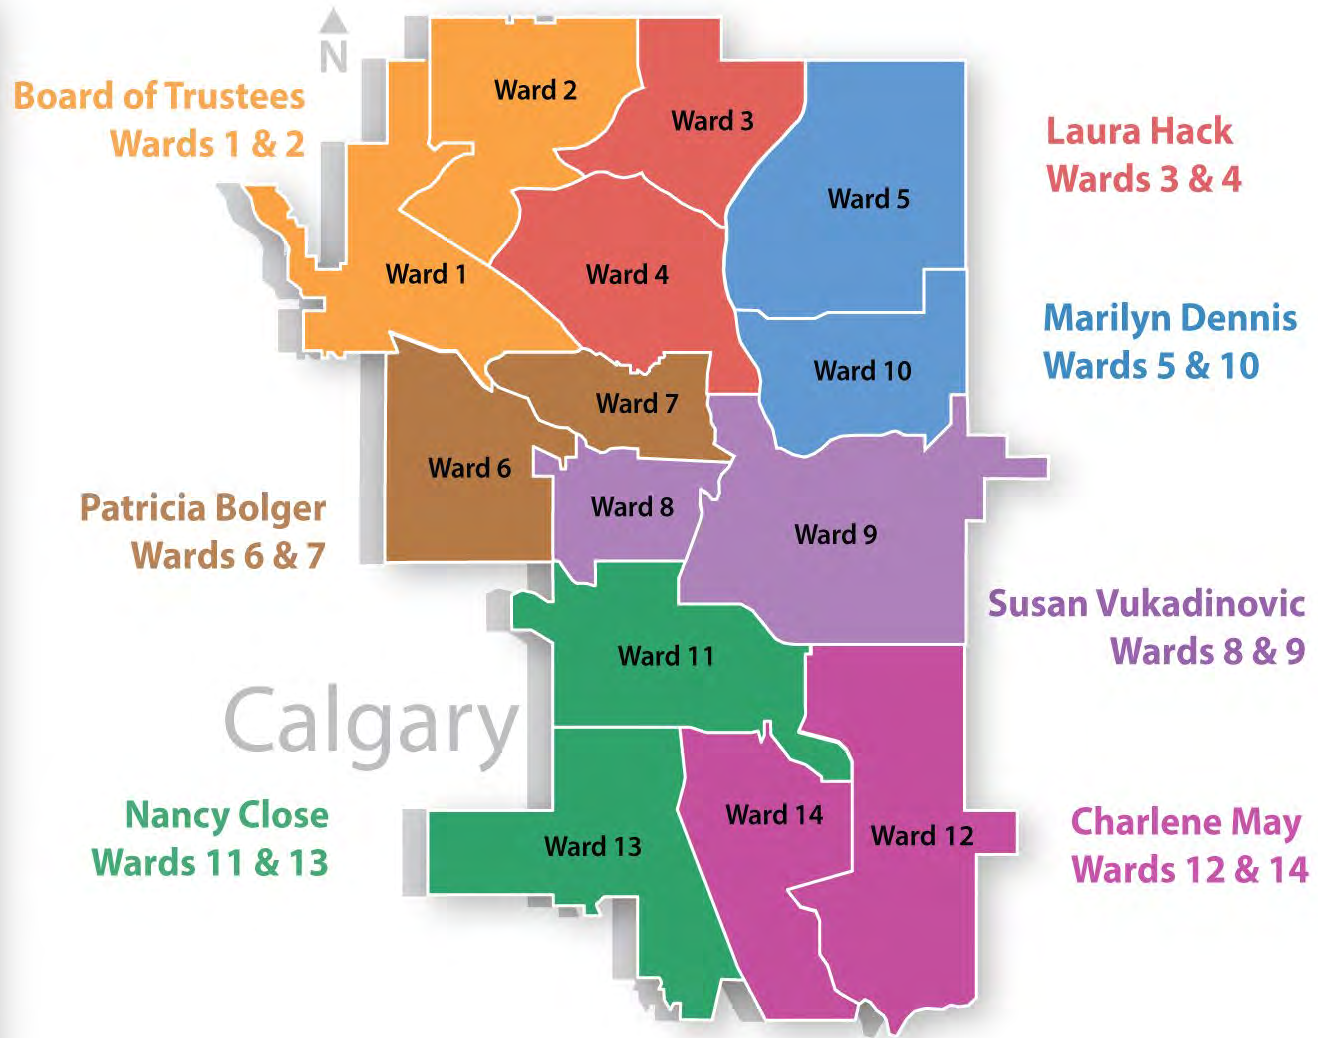 N
Board of Trustees
Wards 1 & 2
Ward 2
Ward 3
Laura Hack
Wards 3 & 4
Ward 5
Ward 1
Ward 4
Marilyn Dennis
Wards 5 & 10
Ward 10
Ward 7
Ward 6
Patricia Bolger
Wards 6 & 7
Ward 8
Ward 9
Susan Vukadinovic
Wards 8 & 9
Ward 11
Calgary
Nancy Close
Wards 11 & 13
Ward 14
Ward 13
Ward 12
Charlene May
Wards 12 & 14